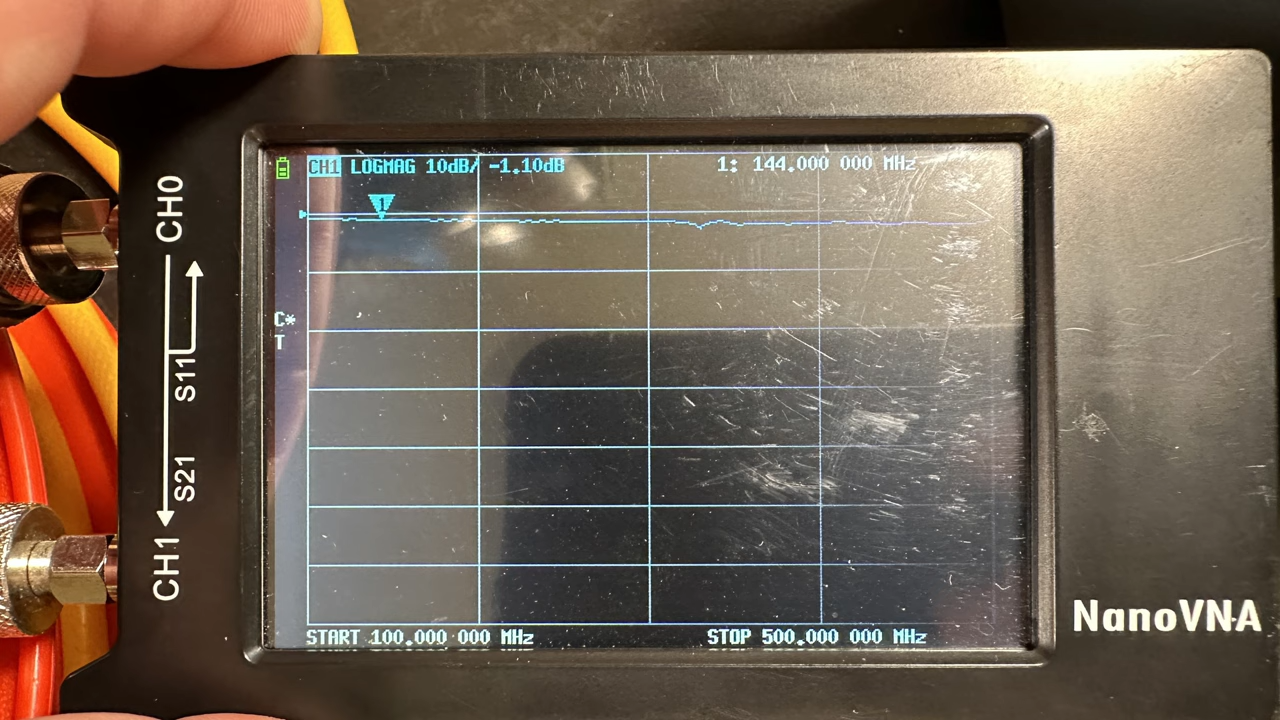 CH1 LOGMAG 10dB/ -1.10dB 1: 144.000 000 MHz
1
C*
T
START 100.000 000 MHz STOP 500.000 000 MHz
CH0
S11
S21
CH1
NanoVNA